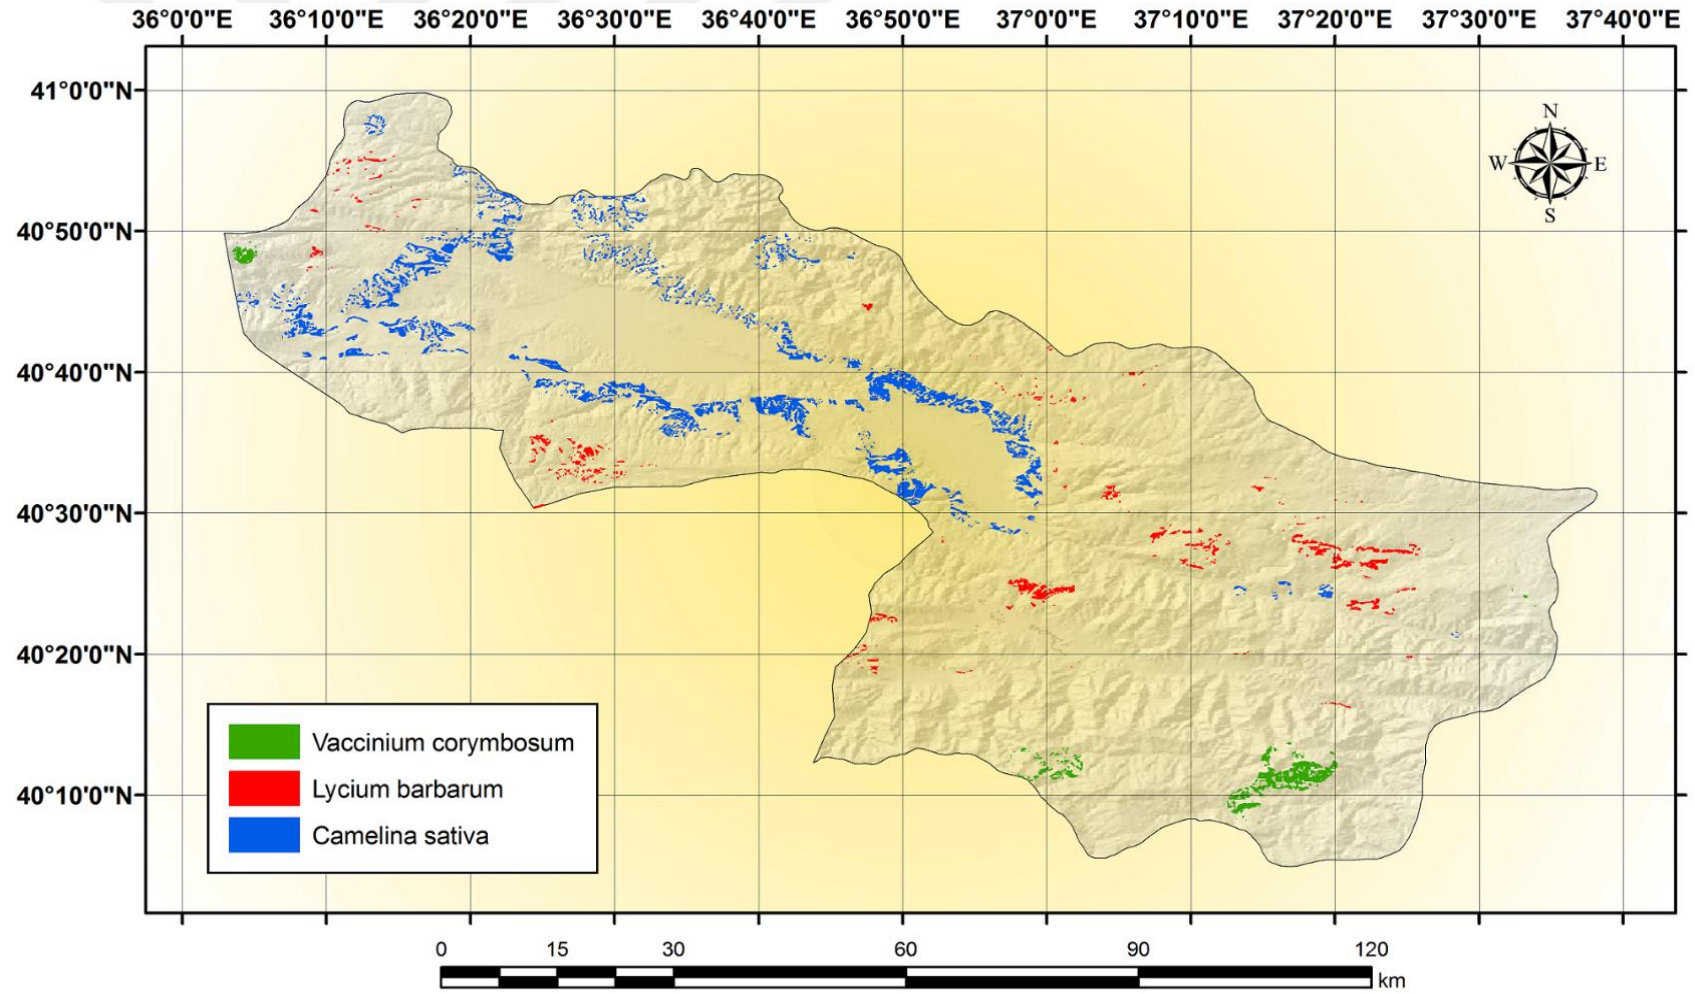 36°0'0"E 36°10'0"E 36°20'0"E 36°30'0"E 36°40'0"E 36°50'0"E 37°0'0"E 37°10'0"E 37°20'0"E 37°30'0"E 37°40'0"E
41°0'0"N
N
W E
S
40°50'0"N
40°40'0"N
40°30'0"N
40°20'0"N
Vaccinium corymbosum
Lycium barbarum
40°10'0"N
Camelina sativa
0 15 30 60 90 120
km